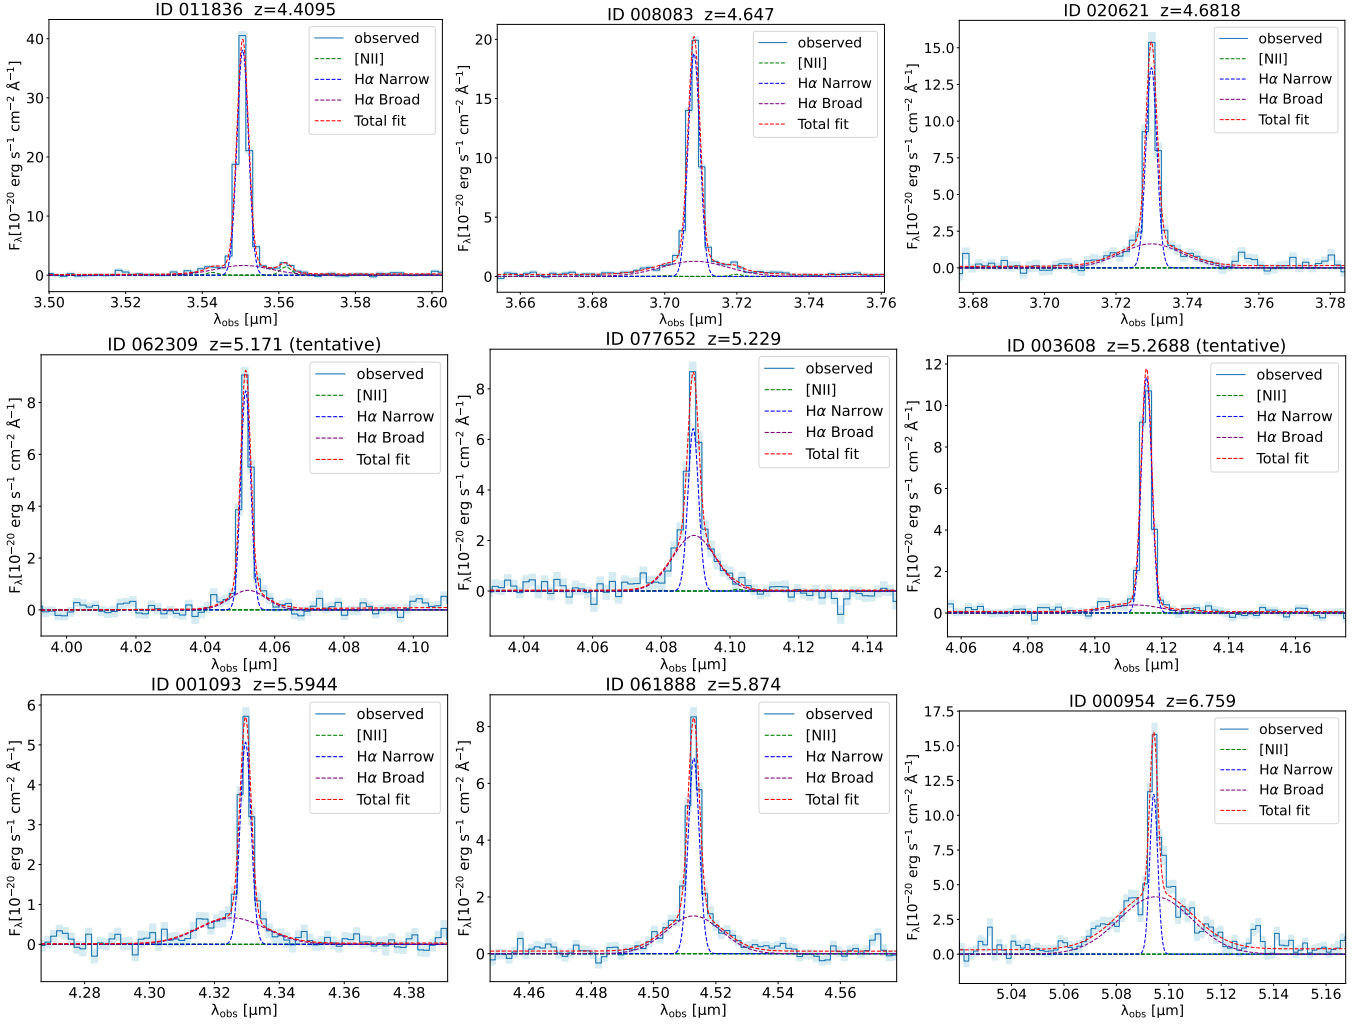 ID 011836  z=4.4095
F_λ[10⁻²⁰ erg s⁻¹ cm⁻² Å⁻¹]
40
30
20
10
0
observed
[NII]
Hα Narrow
Hα Broad
Total fit
3.50 3.52 3.54 3.56 3.58 3.60
λ_obs [μm]
ID 008083  z=4.647
F_λ[10⁻²⁰ erg s⁻¹ cm⁻² Å⁻¹]
20
15
10
5
0
observed
[NII]
Hα Narrow
Hα Broad
Total fit
3.66 3.68 3.70 3.72 3.74 3.76
λ_obs [μm]
ID 020621  z=4.6818
F_λ[10⁻²⁰ erg s⁻¹ cm⁻² Å⁻¹]
15.0
12.5
10.0
7.5
5.0
2.5
0.0
observed
[NII]
Hα Narrow
Hα Broad
Total fit
3.68 3.70 3.72 3.74 3.76 3.78
λ_obs [μm]
ID 062309  z=5.171 (tentative)
F_λ[10⁻²⁰ erg s⁻¹ cm⁻² Å⁻¹]
8
6
4
2
0
observed
[NII]
Hα Narrow
Hα Broad
Total fit
4.00 4.02 4.04 4.06 4.08 4.10
λ_obs [μm]
ID 077652  z=5.229
F_λ[10⁻²⁰ erg s⁻¹ cm⁻² Å⁻¹]
8
6
4
2
0
observed
[NII]
Hα Narrow
Hα Broad
Total fit
4.04 4.06 4.08 4.10 4.12 4.14
λ_obs [μm]
ID 003608  z=5.2688 (tentative)
F_λ[10⁻²⁰ erg s⁻¹ cm⁻² Å⁻¹]
12
10
8
6
4
2
0
observed
[NII]
Hα Narrow
Hα Broad
Total fit
4.06 4.08 4.10 4.12 4.14 4.16
λ_obs [μm]
ID 001093  z=5.5944
F_λ[10⁻²⁰ erg s⁻¹ cm⁻² Å⁻¹]
6
5
4
3
2
1
0
observed
[NII]
Hα Narrow
Hα Broad
Total fit
4.28 4.30 4.32 4.34 4.36 4.38
λ_obs [μm]
ID 061888  z=5.874
F_λ[10⁻²⁰ erg s⁻¹ cm⁻² Å⁻¹]
8
6
4
2
0
observed
[NII]
Hα Narrow
Hα Broad
Total fit
4.46 4.48 4.50 4.52 4.54 4.56
λ_obs [μm]
ID 000954  z=6.759
F_λ[10⁻²⁰ erg s⁻¹ cm⁻² Å⁻¹]
17.5
15.0
12.5
10.0
7.5
5.0
2.5
0.0
observed
[NII]
Hα Narrow
Hα Broad
Total fit
5.04 5.06 5.08 5.10 5.12 5.14 5.16
λ_obs [μm]